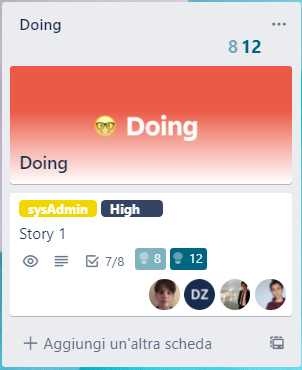 Doing
8 12
🤓 Doing
Doing
sysAdmin High
Story 1
7/8 8 12
DZ
Aggiungi un'altra scheda